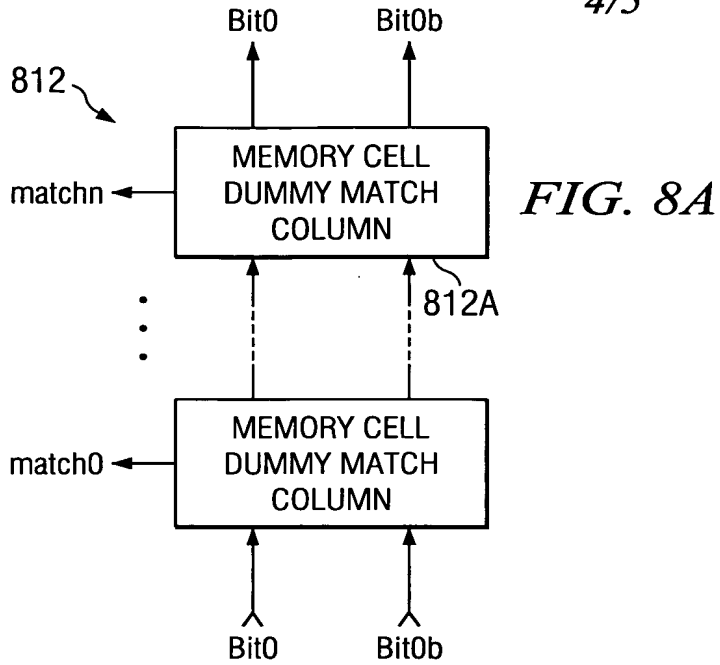 4/5
Bit0 Bit0b
812
MEMORY CELL
DUMMY MATCH
COLUMN
matchn
FIG. 8A
812A
MEMORY CELL
DUMMY MATCH
COLUMN
match0
Bit0 Bit0b